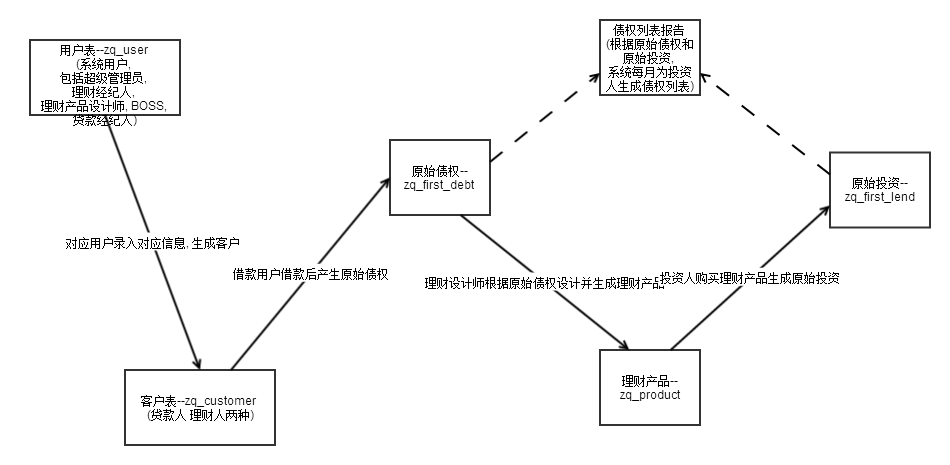 用户表--zq_user
(系统用户,
包括超级管理员,
理财经纪人,
理财产品设计师, BOSS,
贷款经纪人)
债权列表报告
(根据原始债权和
原始投资,
系统每月为投资
人生成债权列表)
原始债权--
zq_first_debt
原始投资--
zq_first_lend
对应用户录入对应信息, 生成客户
借款用户借款后产生原始债权
理财设计师根据原始债权设计并生成理财产品
投资人购买理财产品生成原始投资
客户表--zq_customer
(贷款人 理财人两种)
理财产品--
zq_product